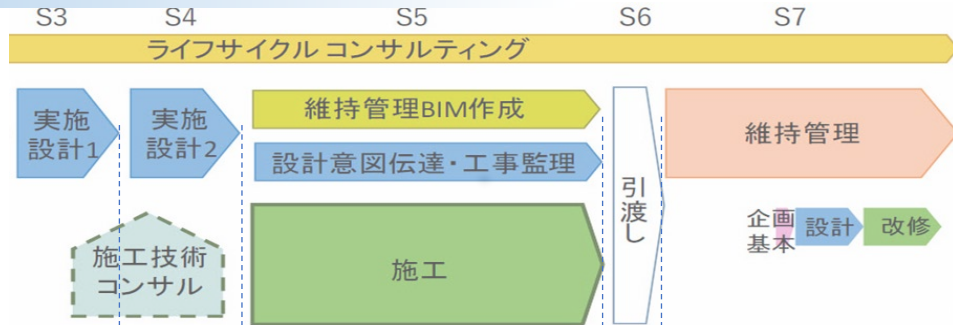 S3 S4 S5 S6 S7
ライフサイクル コンサルティング
実施
設計1
実施
設計2
維持管理BIM作成
設計意図伝達・工事監理
施工技術
コンサル
施工
引渡し
維持管理
企画
基本
設計
改修